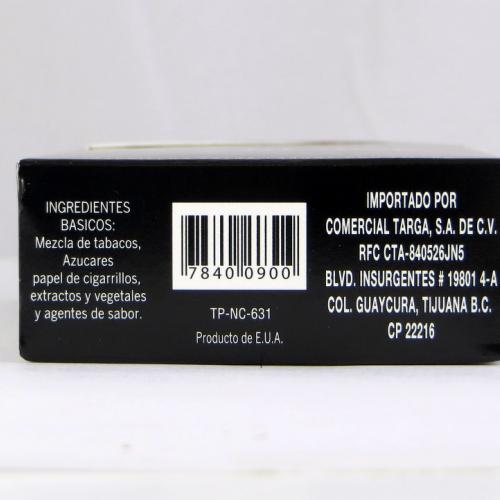 INGREDIENTES
BASICOS:
Mezcla de tabacos,
Azucares
papel de cigarrillos,
extractos y vegetales
y agentes de sabor.
7840 0900
TP-NC-631
Producto de E.U.A.
IMPORTADO POR
COMERCIAL TARGA, S.A. DE C.V.
RFC CTA-840526JN5
BLVD. INSURGENTES # 19801 4-A
COL. GUAYCURA, TIJUANA B.C.
CP 22216